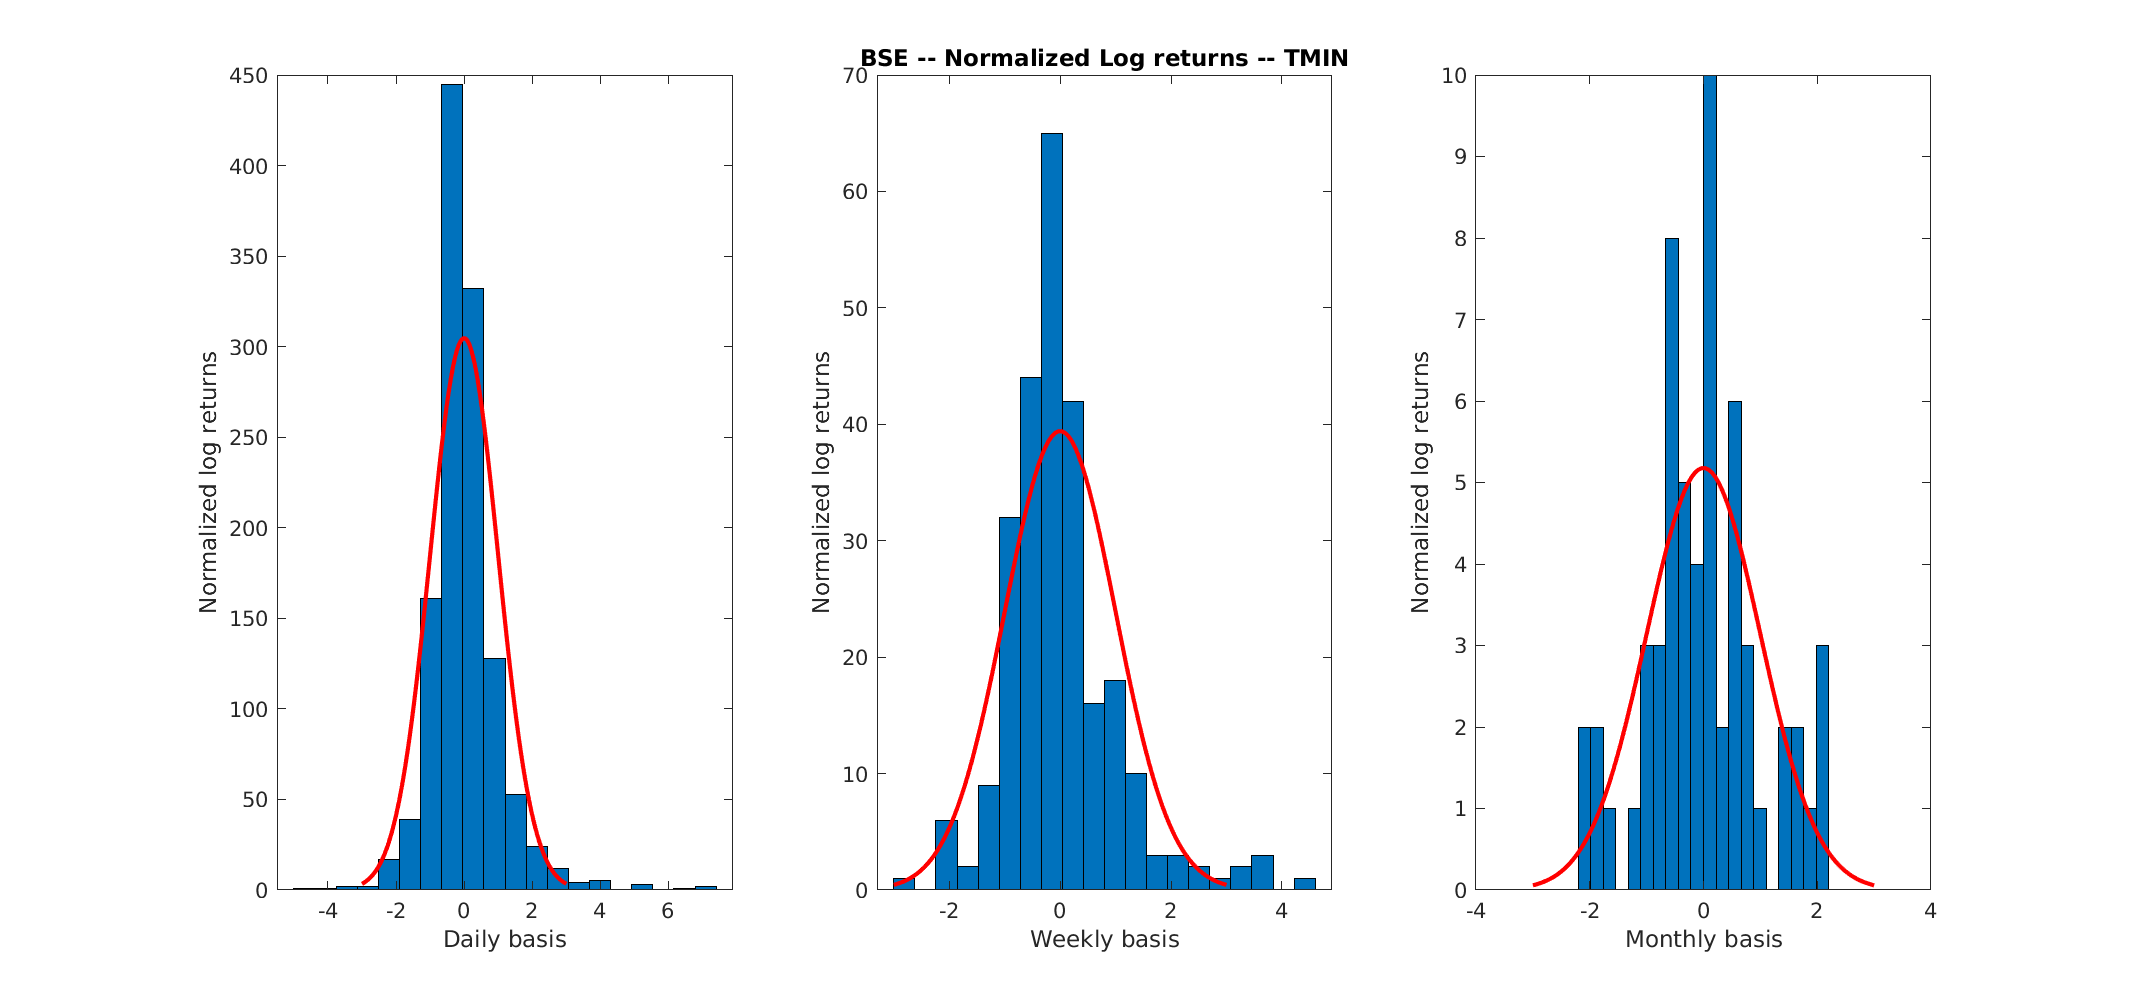 BSE -- Normalized Log returns -- TMIN
450
400
350
300
250
200
150
100
50
0
Normalized log returns
-4 -2 0 2 4 6
Daily basis
70
60
50
40
30
20
10
0
Normalized log returns
-2 0 2 4
Weekly basis
10
9
8
7
6
5
4
3
2
1
0
Normalized log returns
-4 -2 0 2 4
Monthly basis